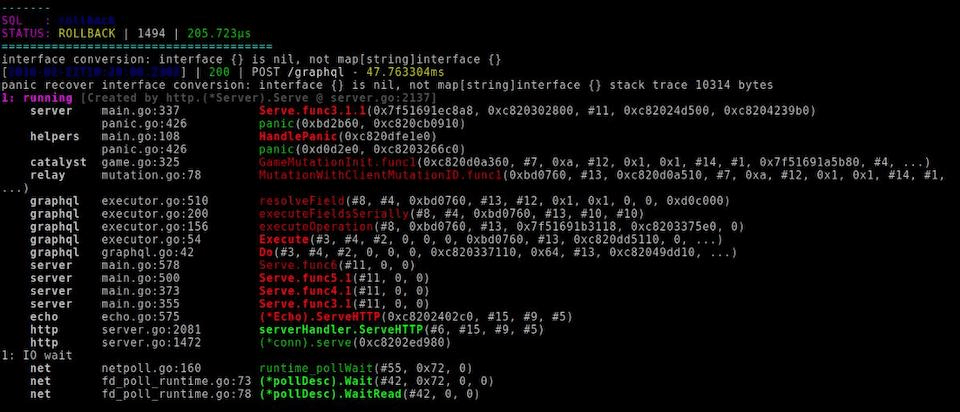 -------
SQL   :
STATUS: ROLLBACK | 1494 | 205.723µs
======================================
interface conversion: interface {} is nil, not map[string]interface {}
] | 200 | POST /graphql - 47.763304ms
panic recover interface conversion: interface {} is nil, not map[string]interface {} stack trace 10314 bytes
1: running [Created by http.(*Server).Serve @ server.go:2137]
server main.go:337 Serve.func3.1.1(0x7f51691ec8a8, 0xc820302800, #11, 0xc82024d500, 0xc8204239b0)
panic.go:426 panic(0xbd2b60, 0xc820cb0910)
helpers main.go:108 HandlePanic(0xc820dfe1e0)
panic.go:426 panic(0xd0d2e0, 0xc8203266c0)
catalyst game.go:325 GameMutationInit.func1(0xc820d0a360, #7, 0xa, #12, 0x1, 0x1, #14, #1, 0x7f51691a5b80, #4, ...)
relay mutation.go:78 MutationWithClientMutationID.func1(0xbd0760, #13, 0xc820d0a510, #7, 0xa, #12, 0x1, 0x1, #14, #1,
...)
graphql executor.go:510 resolveField(#8, #4, 0xbd0760, #13, #12, 0x1, 0x1, 0, 0, 0xd0c000)
graphql executor.go:200 executeFieldsSerially(#8, #4, 0xbd0760, #13, #10, #10)
graphql executor.go:156 executeOperation(#8, 0xbd0760, #13, 0x7f51691b3118, 0xc8203375e0, 0)
graphql executor.go:54 Execute(#3, #4, #2, 0, 0, 0, 0xbd0760, #13, 0xc820dd5110, 0, ...)
graphql graphql.go:42 Do(#3, #4, #2, 0, 0, 0, 0xc820337110, 0x64, #13, 0xc82049dd10, ...)
server main.go:578 Serve.func6(#11, 0, 0)
server main.go:500 Serve.func5.1(#11, 0, 0)
server main.go:373 Serve.func4.1(#11, 0, 0)
server main.go:355 Serve.func3.1(#11, 0, 0)
echo echo.go:575 (*Echo).ServeHTTP(0xc8202402c0, #15, #9, #5)
http server.go:2081 serverHandler.ServeHTTP(#6, #15, #9, #5)
http server.go:1472 (*conn).serve(0xc8202ed980)
1: IO wait
net netpoll.go:160 runtime_pollWait(#55, 0x72, 0)
net fd_poll_runtime.go:73 (*pollDesc).Wait(#42, 0x72, 0, 0)
net fd_poll_runtime.go:78 (*pollDesc).WaitRead(#42, 0, 0)